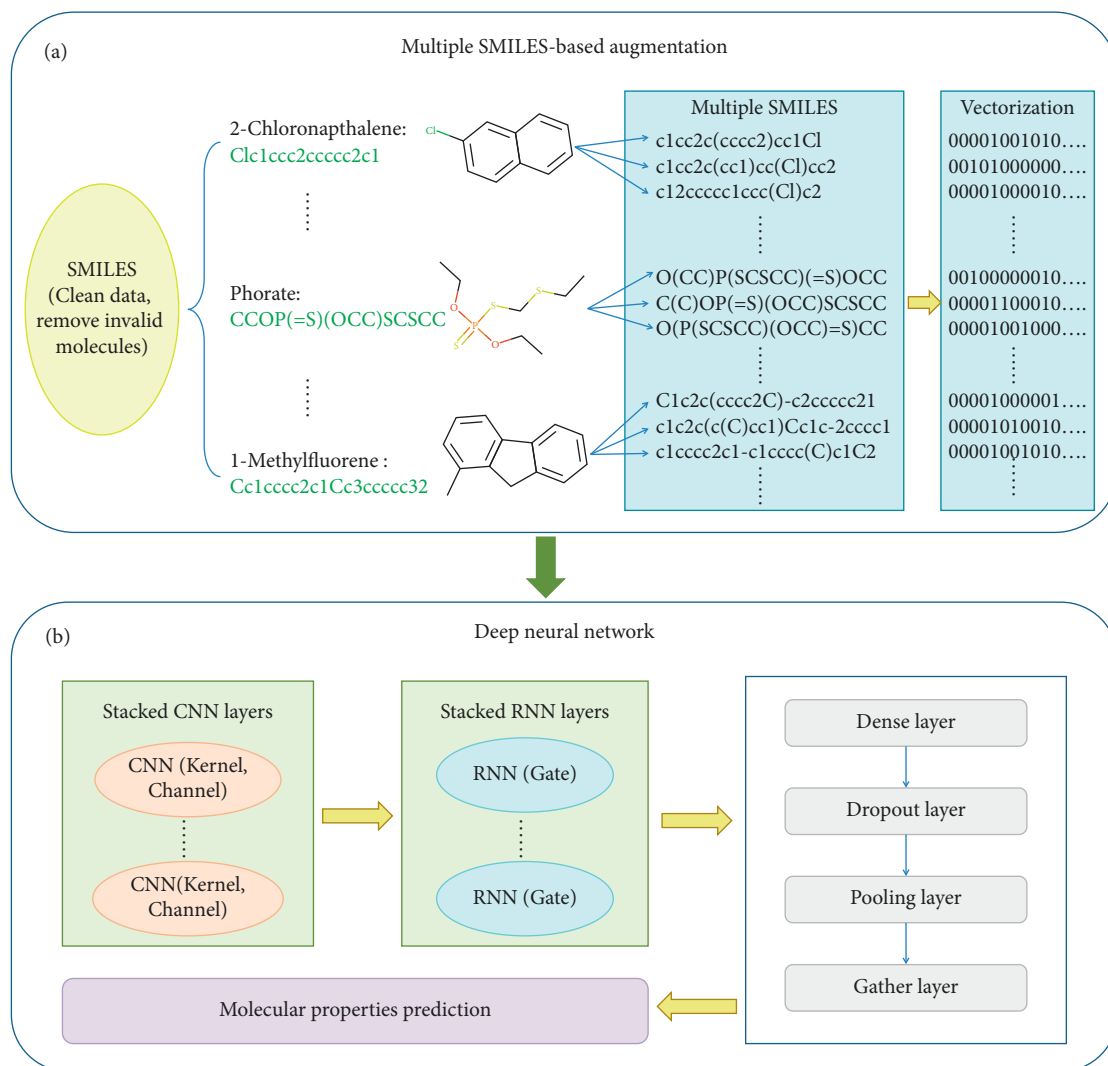 (a)
Multiple SMILES-based augmentation
SMILES
(Clean data,
remove invalid
molecules)
2-Chloronapthalene:
Clc1ccc2ccccc2c1
Cl
Phorate:
CCOP(=S)(OCC)SCSCC
O
P
S
S
S
O
1-Methylfluorene :
Cc1cccc2c1Cc3ccccc32
Multiple SMILES
c1cc2c(cccc2)cc1Cl
c1cc2c(cc1)cc(Cl)cc2
c12ccccc1ccc(Cl)c2
O(CC)P(SCSCC)(=S)OCC
C(C)OP(=S)(OCC)SCSCC
O(P(SCSCC)(OCC)=S)CC
C1c2c(cccc2C)-c2ccccc21
c1c2c(c(C)cc1)Cc1c-2cccc1
c1cccc2c1-c1cccc(C)c1C2
Vectorization
00001001010....
00101000000....
00001000010....
00100000010....
00001100010....
00001001000....
00001000001....
00001010010....
00001001010....
(b)
Deep neural network
Stacked CNN layers
CNN (Kernel,
Channel)
CNN(Kernel,
Channel)
Stacked RNN layers
RNN (Gate)
RNN (Gate)
Dense layer
Dropout layer
Pooling layer
Gather layer
Molecular properties prediction